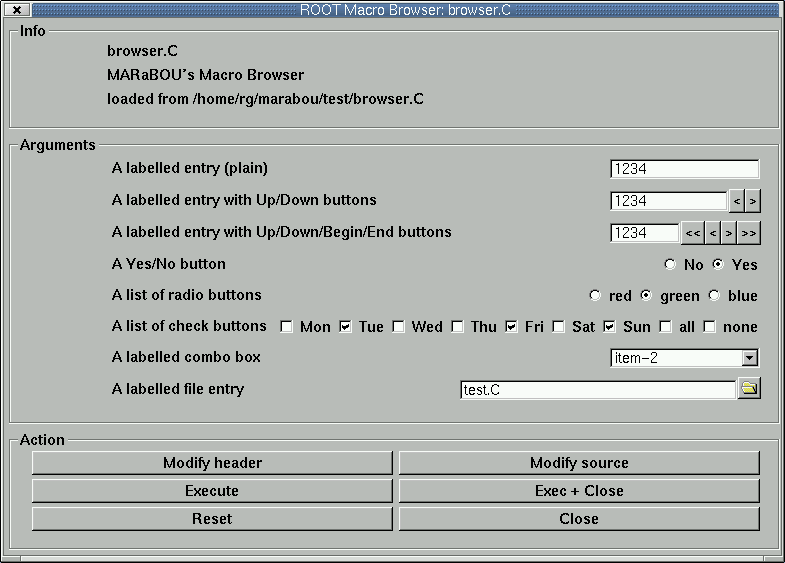 ROOT Macro Browser: browser.C
Info
browser.C
MARaBOU's Macro Browser
loaded from /home/rg/marabou/test/browser.C
Arguments
A labelled entry (plain) 1234
A labelled entry with Up/Down buttons 1234 < >
A labelled entry with Up/Down/Begin/End buttons 1234 << < > >>
A Yes/No button No Yes
A list of radio buttons red green blue
A list of check buttons Mon Tue Wed Thu Fri Sat Sun all none
A labelled combo box item-2
A labelled file entry test.C
Action
Modify header Modify source
Execute Exec + Close
Reset Close